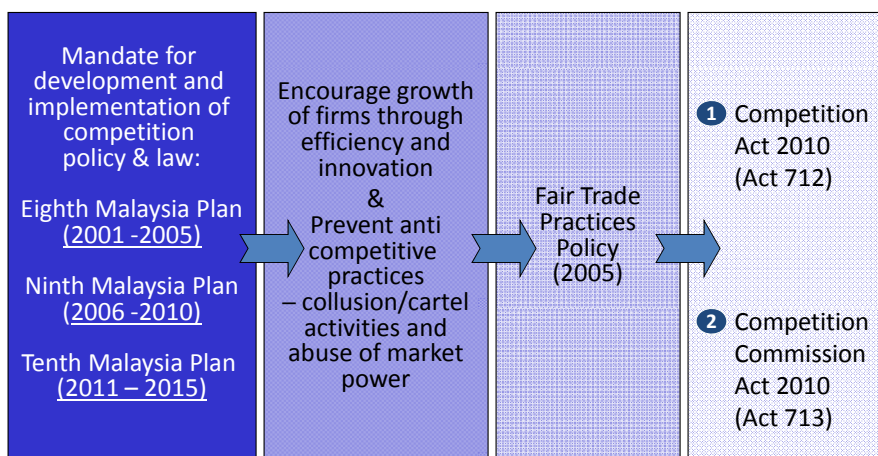 Mandate for
development and
implementation of
competition
policy & law:
Eighth Malaysia Plan
(2001 -2005)
Ninth Malaysia Plan
(2006 -2010)
Tenth Malaysia Plan
(2011 – 2015)
Encourage growth
of firms through
efficiency and
innovation
&
Prevent anti
competitive
practices
– collusion/cartel
activities and
abuse of market
power
Fair Trade
Practices
Policy
(2005)
1 Competition
Act 2010
(Act 712)
2 Competition
Commission
Act 2010
(Act 713)